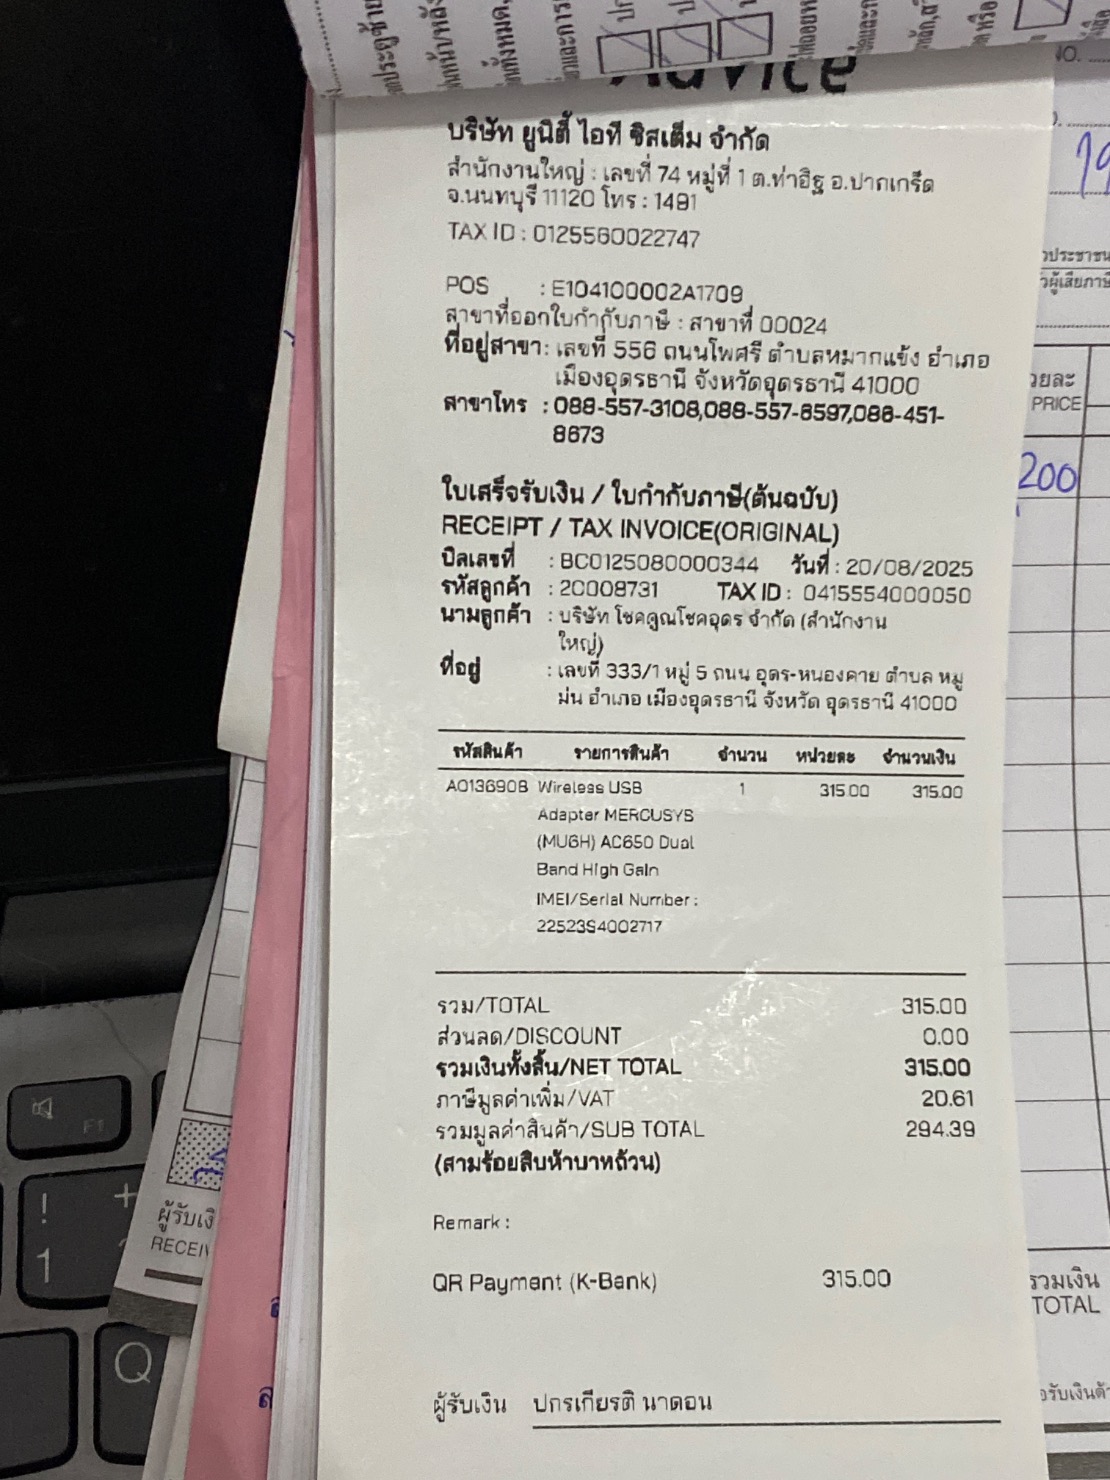 Advice
บริษัท ยูนิตี้ ไอที ซิสเต็ม จำกัด
สำนักงานใหญ่ : เลขที่ 74 หมู่ที่ 1 ต.ท่าอิฐ อ.ปากเกร็ด
จ.นนทบุรี 11120 โทร : 1491
TAX ID : 0125560022747
POS : E104100002A1709
สาขาที่ออกใบกำกับภาษี : สาขาที่ 00024
ที่อยู่สาขา : เลขที่ 556 ถนนโพศรี ตำบลหมากแข้ง อำเภอ
เมืองอุดรธานี จังหวัดอุดรธานี 41000
สาขาโทร : 088-557-3108,088-557-8597,086-451-
8673
ใบเสร็จรับเงิน / ใบกำกับภาษี(ต้นฉบับ)
RECEIPT / TAX INVOICE(ORIGINAL)
บิลเลขที่ : BC0125080000344 วันที่ : 20/08/2025
รหัสลูกค้า : 2C008731 TAX ID : 0415554000050
นามลูกค้า : บริษัท โชคคูณโชคอุดร จำกัด (สำนักงาน
ใหญ่)
ที่อยู่ : เลขที่ 333/1 หมู่ 5 ถนน อุดร-หนองคาย ตำบล หมู
ม่น อำเภอ เมืองอุดรธานี จังหวัด อุดรธานี 41000
รหัสสินค้า รายการสินค้า จำนวน หน่วยละ จำนวนเงิน
A0136908 Wireless USB 1 315.00 315.00
Adapter MERCUSYS
(MU6H) AC650 Dual
Band High Gain
IMEI/Serial Number :
22523S4002717
รวม/TOTAL 315.00
ส่วนลด/DISCOUNT 0.00
รวมเงินทั้งสิ้น/NET TOTAL 315.00
ภาษีมูลค่าเพิ่ม/VAT 20.61
รวมมูลค่าสินค้า/SUB TOTAL 294.39
(สามร้อยสิบห้าบาทถ้วน)
Remark :
QR Payment (K-Bank) 315.00
ผู้รับเงิน ปกรเกียรติ นาดอน
NO.
PRICE
200
รวมเงิน
TOTAL
ผู้รับเงิ
RECEI
F1
! +
1
Q